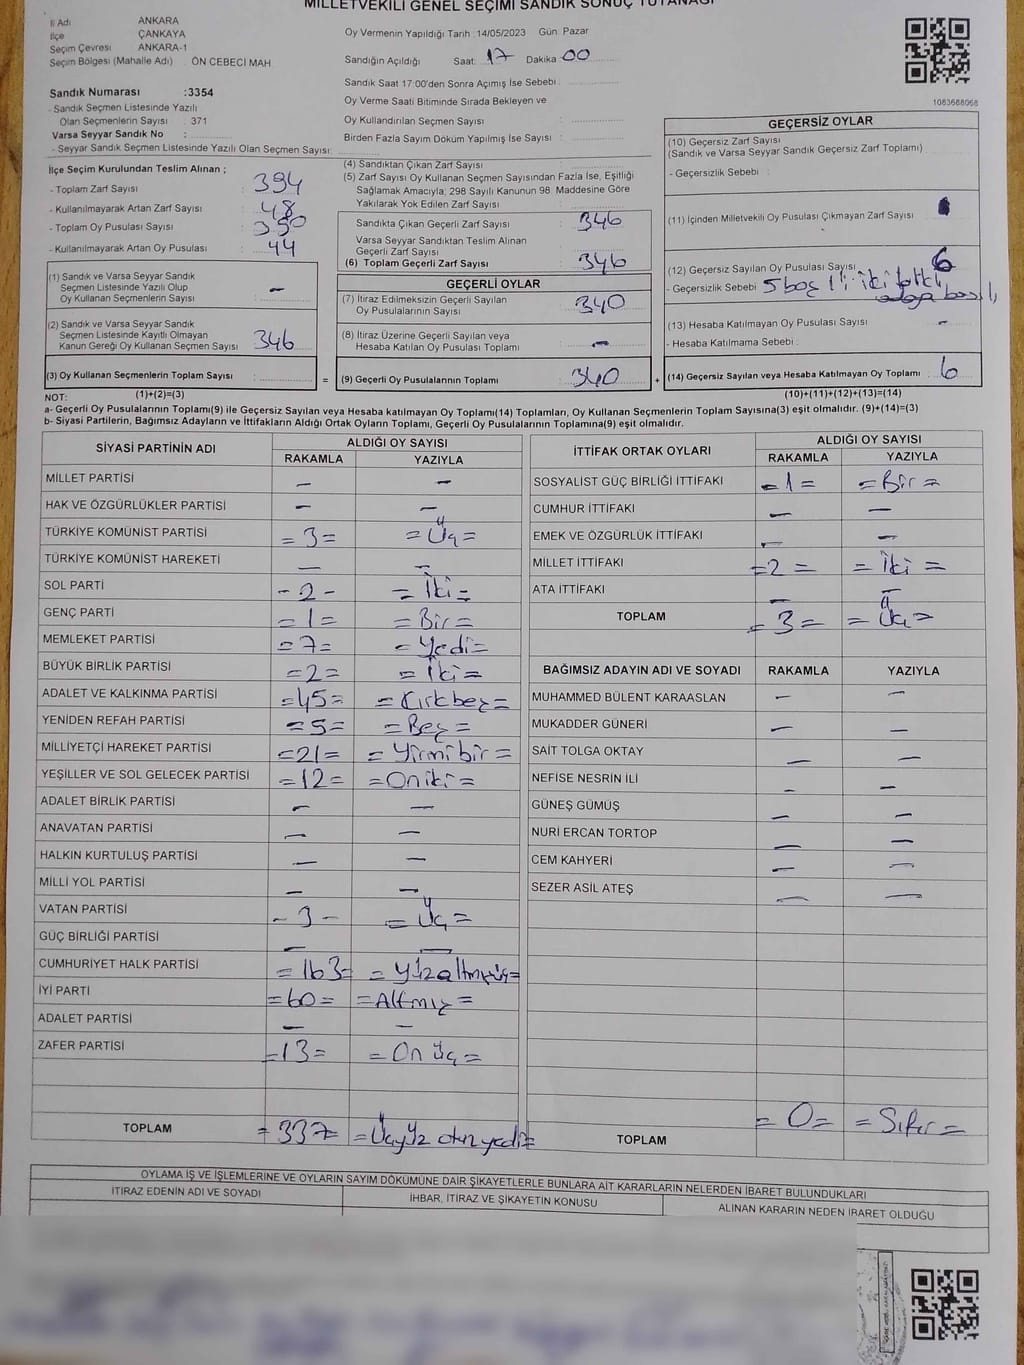 MİLLETVEKİLİ GENEL SEÇİMİ SANDIK SONUÇ TUTANAĞI
İl Adı ANKARA
İlçe ÇANKAYA
Seçim Çevresi ANKARA-1
Seçim Bölgesi (Mahalle Adı) : ÖN CEBECİ MAH
Oy Vermenin Yapıldığı Tarih : 14/05/2023 Gün: Pazar
Sandığın Açıldığı Saat: 17 Dakika 00
Sandık Saat 17:00'den Sonra Açımış İse Sebebi :
Oy Verme Saati Bitiminde Sırada Bekleyen ve
Oy Kullandırılan Seçmen Sayısı :
Birden Fazla Sayım Döküm Yapılmış İse Sayısı :
1083688068
Sandık Numarası :3354
- Sandık Seçmen Listesinde Yazılı
Olan Seçmenlerin Sayısı : 371
Varsa Seyyar Sandık No :
- Seyyar Sandık Seçmen Listesinde Yazılı Olan Seçmen Sayısı:
İlçe Seçim Kurulundan Teslim Alınan ;
- Toplam Zarf Sayısı : 394
- Kullanılmayarak Artan Zarf Sayısı : 48
- Toplam Oy Pusulası Sayısı :
- Kullanılmayarak Artan Oy Pusulası : 44
(1) Sandık ve Varsa Seyyar Sandık
Seçmen Listesinde Yazılı Olup
Oy Kullanan Seçmenlerin Sayısı : -
(2) Sandık ve Varsa Seyyar Sandık
Seçmen Listesinde Kayıtlı Olmayan
Kanun Gereği Oy Kullanan Seçmen Sayısı : 346
(3) Oy Kullanan Seçmenlerin Toplam Sayısı :
(4) Sandıktan Çıkan Zarf Sayısı :
(5) Zarf Sayısı Oy Kullanan Seçmenden Fazla İse, Eşitliği
Sağlamak Amacıyla; 298 Sayılı Kanunun 98. Maddesine Göre
Yakılarak Yok Edilen Zarf Sayısı :
Sandıkta Çıkan Geçerli Zarf Sayısı : 346
Varsa Seyyar Sandıktan Teslim Alınan
Geçerli Zarf Sayısı :
(6) Toplam Geçerli Zarf Sayısı : 346
GEÇERLİ OYLAR
(7) İtiraz Edilmeksizin Geçerli Sayılan
Oy Pusulalarının Sayısı : 340
(8) İtiraz Üzerine Geçerli Sayılan veya
Hesaba Katılan Oy Pusulası Toplamı : -
= (9) Geçerli Oy Pusulalarının Toplamı : 340 +
GEÇERSİZ OYLAR
(10) Geçersiz Zarf Sayısı
(Sandık ve Varsa Seyyar Sandık Geçersiz Zarf Toplamı) :
- Geçersizlik Sebebi :
(11) İçinden Milletvekili Oy Pusulası Çıkmayan Zarf Sayısı :
(12) Geçersiz Sayılan Oy Pusulası Sayısı : 6
- Geçersizlik Sebebi : 5 boş
(13) Hesaba Katılmayan Oy Pusulası Sayısı : -
- Hesaba Katılmama Sebebi :
(14) Geçersiz Sayılan veya Hesaba Katılmayan Oy Toplamı : 6
NOT: (1)+(2)=(3) (10)+(11)+(12)+(13)=(14)
a- Geçerli Oy Pusulalarının Toplamı(9) ile Geçersiz Sayılan veya Hesaba katılmayan Oy Toplamı(14) Toplamları, Oy Kullanan Seçmenlerin Toplam Sayısına(3) eşit olmalıdır. (9)+(14)=(3)
b- Siyasi Partilerin, Bağımsız Adayların ve İttifakların Aldığı Ortak Oyların Toplamı, Geçerli Oy Pusulalarının Toplamına(9) eşit olmalıdır.
SİYASİ PARTİNİN ADI ALDIĞI OY SAYISI
RAKAMLA YAZIYLA
MİLLET PARTİSİ - -
HAK VE ÖZGÜRLÜKLER PARTİSİ - -
TÜRKİYE KOMÜNİST PARTİSİ =3= =Üç=
TÜRKİYE KOMÜNİST HAREKETİ - -
SOL PARTİ -2- =İki=
GENÇ PARTİ =1= =Bir=
MEMLEKET PARTİSİ =7= =Yedi=
BÜYÜK BİRLİK PARTİSİ =2= =İki=
ADALET VE KALKINMA PARTİSİ =45= =Kırkbeş=
YENİDEN REFAH PARTİSİ =5= =Beş=
MİLLİYETÇİ HAREKET PARTİSİ =21= =Yirmibir=
YEŞİLLER VE SOL GELECEK PARTİSİ =12= =Oniki=
ADALET BİRLİK PARTİSİ - -
ANAVATAN PARTİSİ - -
HALKIN KURTULUŞ PARTİSİ - -
MİLLİ YOL PARTİSİ - -
VATAN PARTİSİ -3- =Üç=
GÜÇ BİRLİĞİ PARTİSİ - -
CUMHURİYET HALK PARTİSİ =163= =Yüzaltmışüç=
İYİ PARTİ =60= =Altmış=
ADALET PARTİSİ - -
ZAFER PARTİSİ =13= =On üç=
TOPLAM =337= =Üçyüz otuzyedi=
İTTİFAK ORTAK OYLARI ALDIĞI OY SAYISI
RAKAMLA YAZIYLA
SOSYALİST GÜÇ BİRLİĞİ İTTİFAKI =1= =Bir=
CUMHUR İTTİFAKI - -
EMEK VE ÖZGÜRLÜK İTTİFAKI - -
MİLLET İTTİFAKI =2= =İki=
ATA İTTİFAKI - -
TOPLAM =3= =Üç=
BAĞIMSIZ ADAYIN ADI VE SOYADI RAKAMLA YAZIYLA
MUHAMMED BÜLENT KARAASLAN - -
MUKADDER GÜNERİ - -
SAİT TOLGA OKTAY - -
NEFİSE NESRİN İLİ - -
GÜNEŞ GÜMÜŞ - -
NURİ ERCAN TORTOP - -
CEM KAHYERİ - -
SEZER ASİL ATEŞ - -
TOPLAM =0= =Sıfır=
OYLAMA İŞ VE İŞLEMLERİNE VE OYLARIN SAYIM DÖKÜMÜNE DAİR ŞİKAYETLERLE BUNLARA AİT KARARLARIN NELERDEN İBARET BULUNDUKLARI
İTİRAZ EDENİN ADI VE SOYADI İHBAR, İTİRAZ VE ŞİKAYETİN KONUSU ALINAN KARARIN NEDEN İBARET OLDUĞU